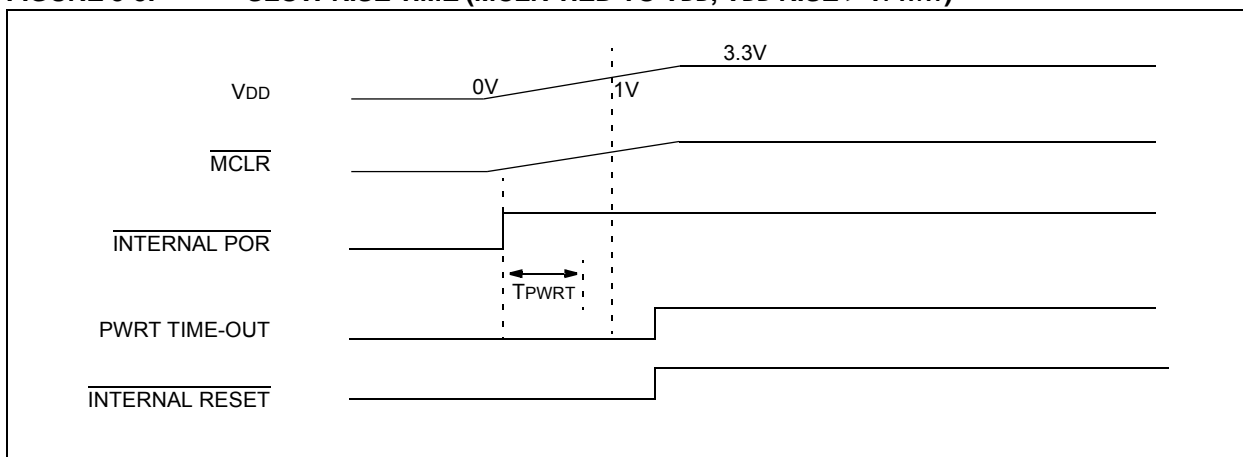 0V
3.3V
VDD
1V
MCLR
INTERNAL POR
TPWRT
PWRT TIME-OUT
INTERNAL RESET